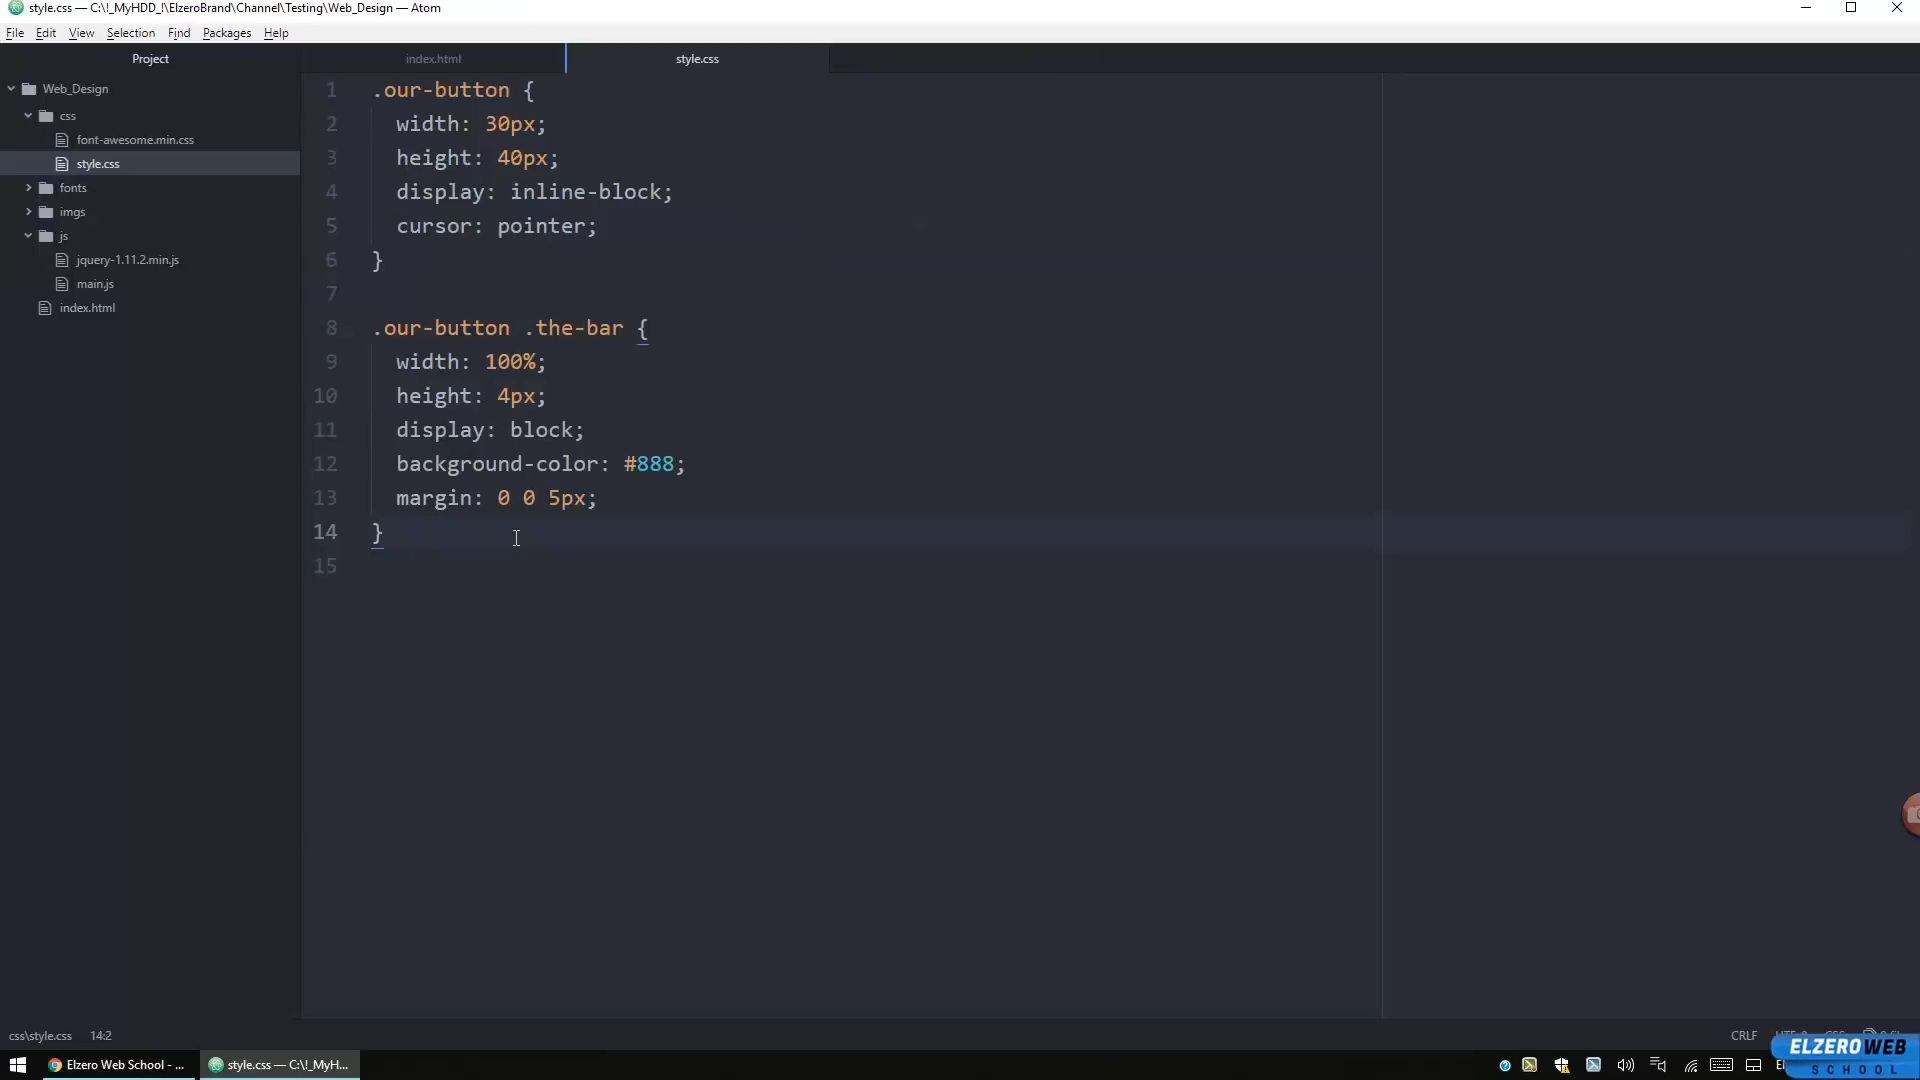 style.css — C:\!_MyHDD_!\ElzeroBrand\Channel\Testing\Web_Design — Atom
File Edit View Selection Find Packages Help
Project
index.html
style.css
Web_Design
css
font-awesome.min.css
style.css
fonts
imgs
js
jquery-1.11.2.min.js
main.js
index.html
1 .our-button {
2 width: 30px;
3 height: 40px;
4 display: inline-block;
5 cursor: pointer;
6 }
7
8 .our-button .the-bar {
9 width: 100%;
10 height: 4px;
11 display: block;
12 background-color: #888;
13 margin: 0 0 5px;
14 }
15
css\style.css 14:2
CRLF
Elzero Web School - ...
style.css — C:\!_MyH...
ELZEROWEB
SCHOOL